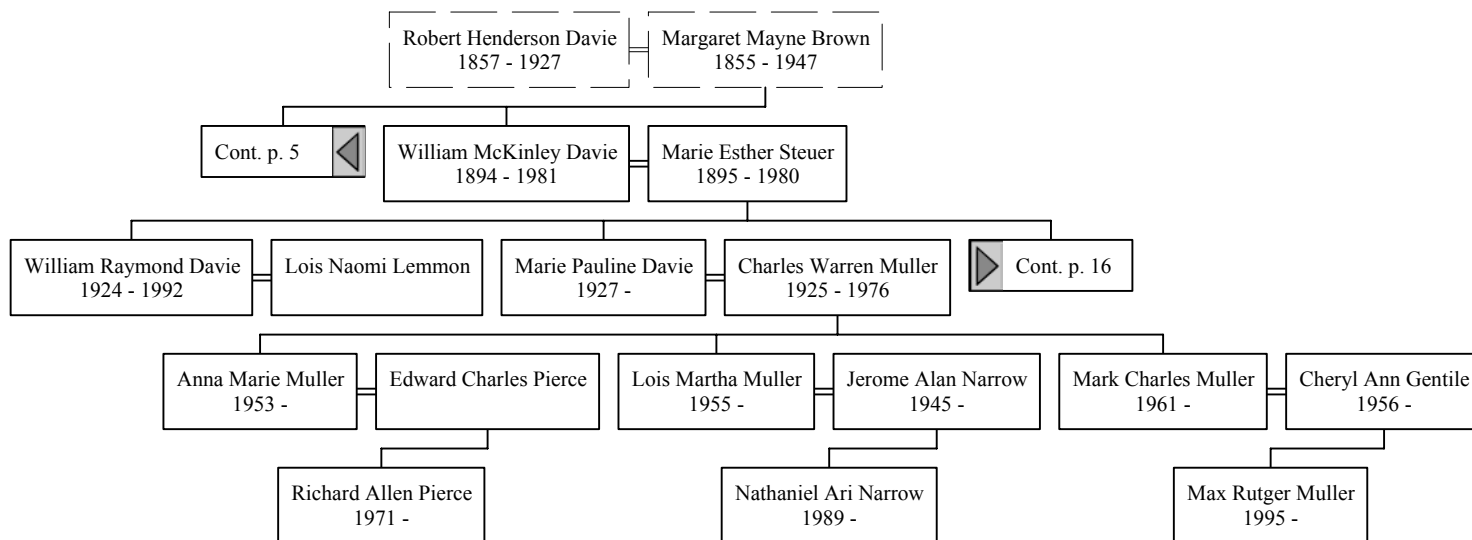 Robert Henderson Davie
1857 - 1927
Margaret Mayne Brown
1855 - 1947
Cont. p. 5
William McKinley Davie
1894 - 1981
Marie Esther Steuer
1895 - 1980
William Raymond Davie
1924 - 1992
Lois Naomi Lemmon
Marie Pauline Davie
1927 -
Charles Warren Muller
1925 - 1976
Cont. p. 16
Anna Marie Muller
1953 -
Edward Charles Pierce
Lois Martha Muller
1955 -
Jerome Alan Narrow
1945 -
Mark Charles Muller
1961 -
Cheryl Ann Gentile
1956 -
Richard Allen Pierce
1971 -
Nathaniel Ari Narrow
1989 -
Max Rutger Muller
1995 -